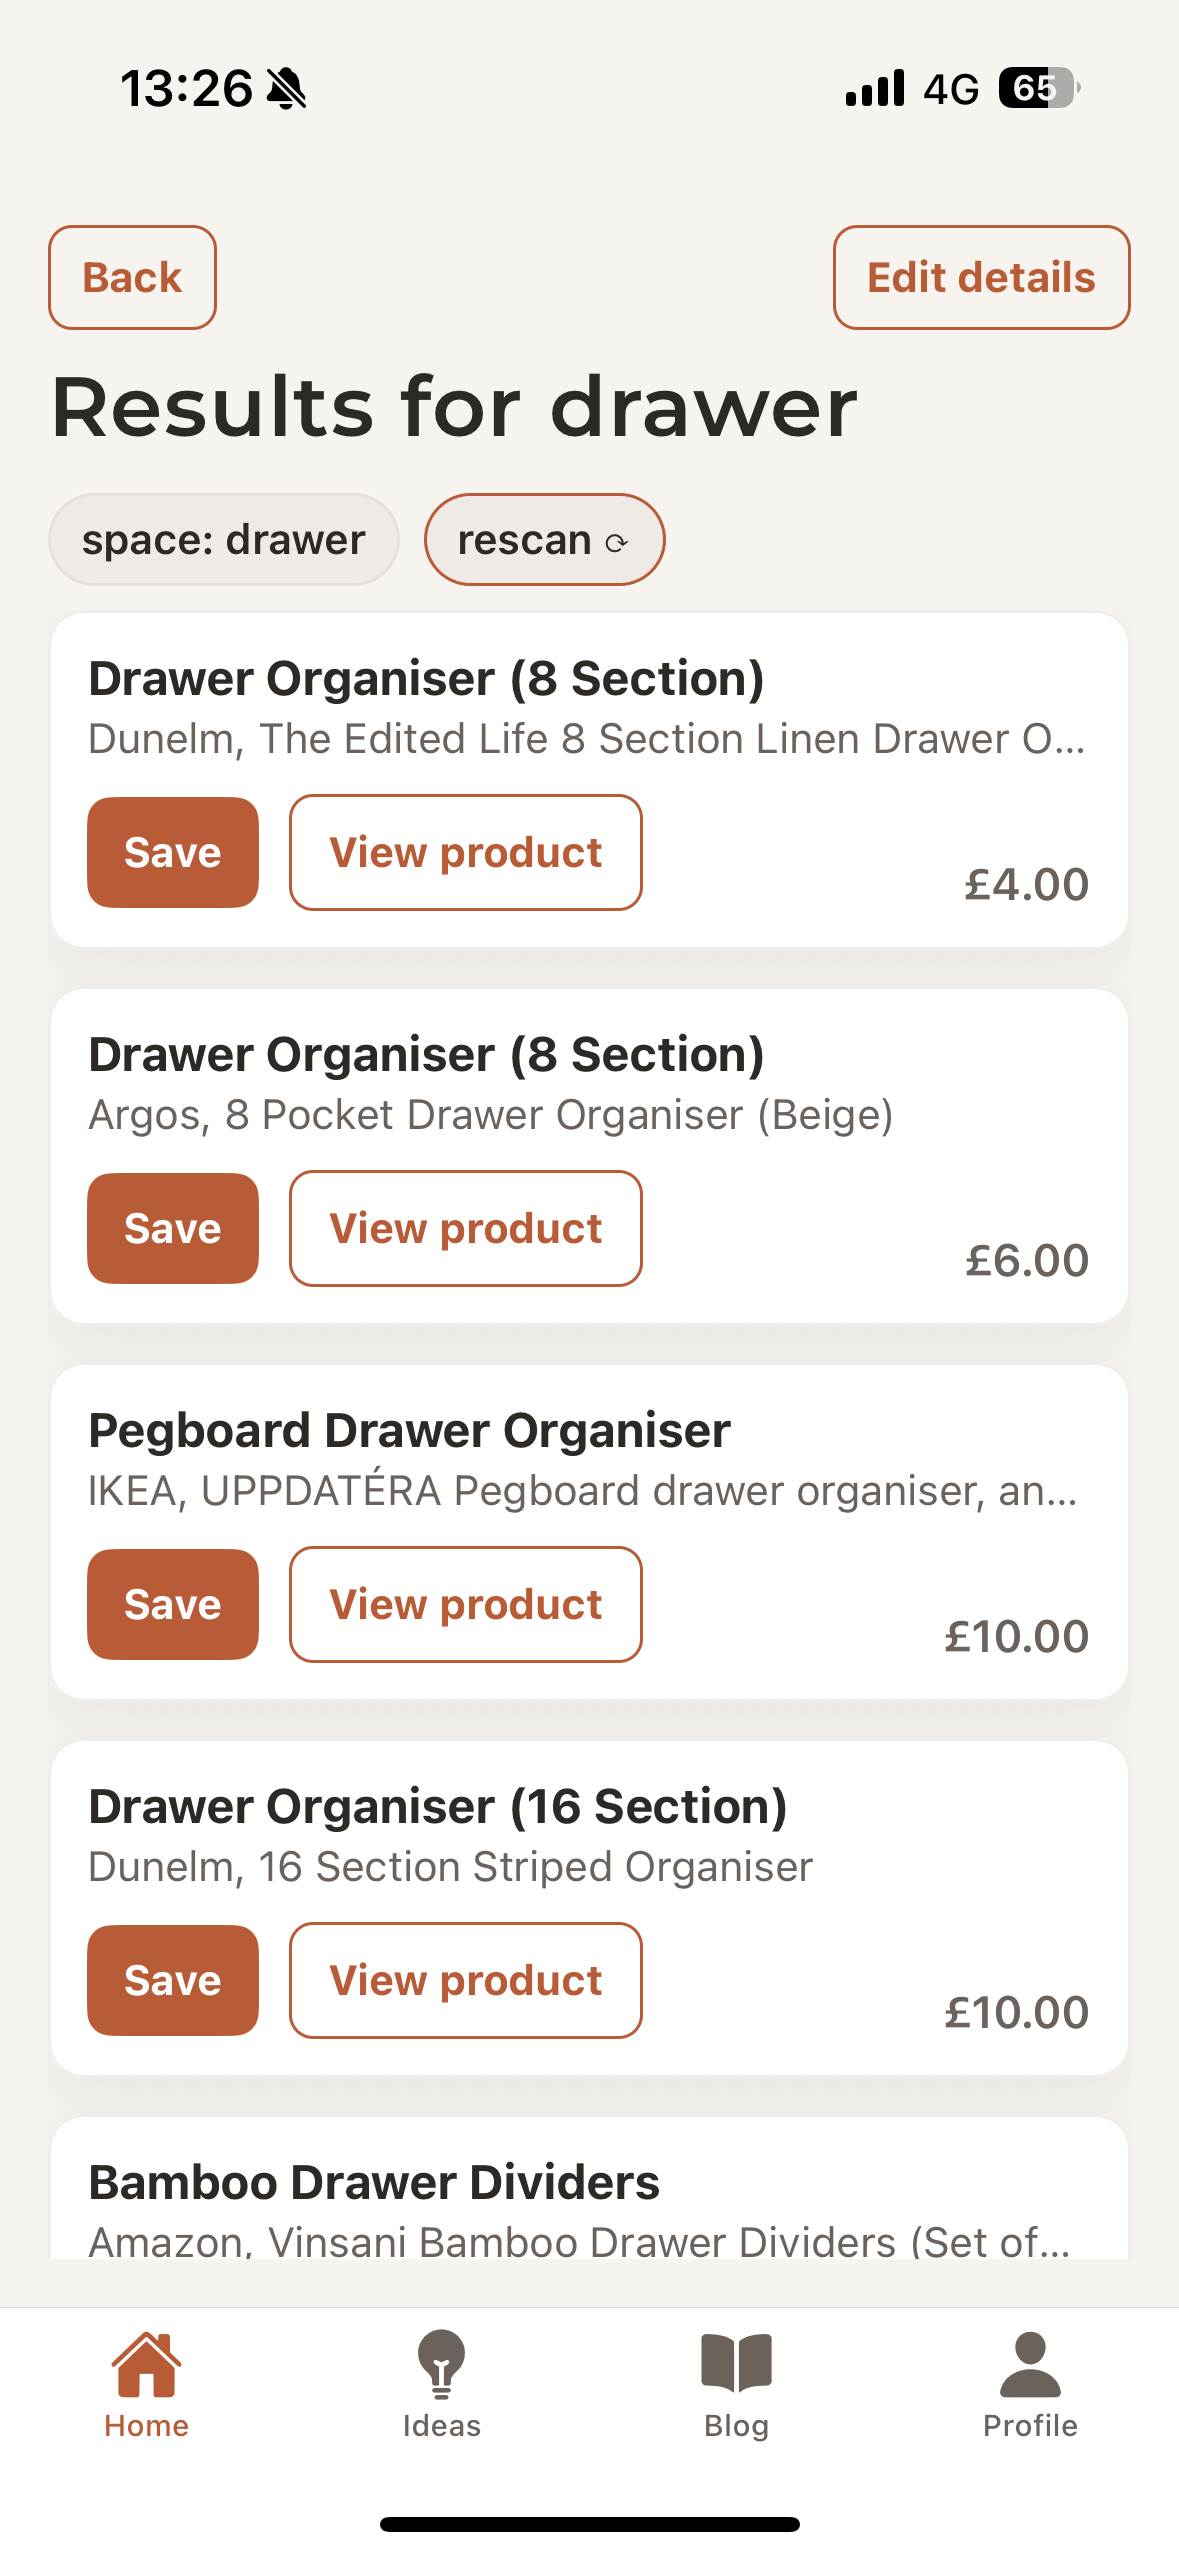 13:26
4G 65
Back
Edit details
Results for drawer
space: drawer
rescan ⟳
Drawer Organiser (8 Section)
Dunelm, The Edited Life 8 Section Linen Drawer O...
Save
View product
£4.00
Drawer Organiser (8 Section)
Argos, 8 Pocket Drawer Organiser (Beige)
Save
View product
£6.00
Pegboard Drawer Organiser
IKEA, UPPDATÉRA Pegboard drawer organiser, an...
Save
View product
£10.00
Drawer Organiser (16 Section)
Dunelm, 16 Section Striped Organiser
Save
View product
£10.00
Bamboo Drawer Dividers
Amazon, Vinsani Bamboo Drawer Dividers (Set of...
Home
Ideas
Blog
Profile